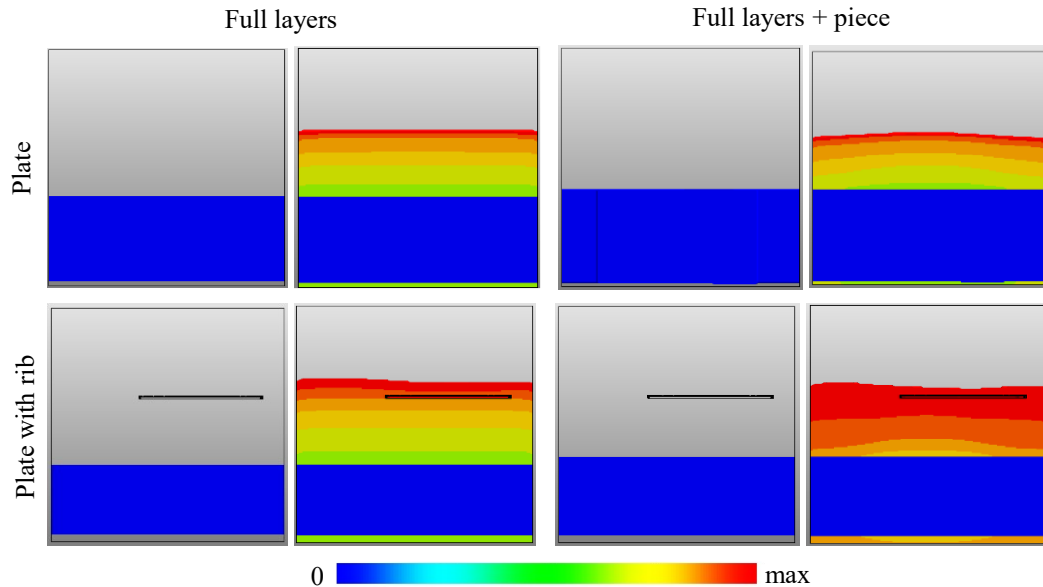 Full layers
Full layers + piece
Plate
Plate with rib
0
max